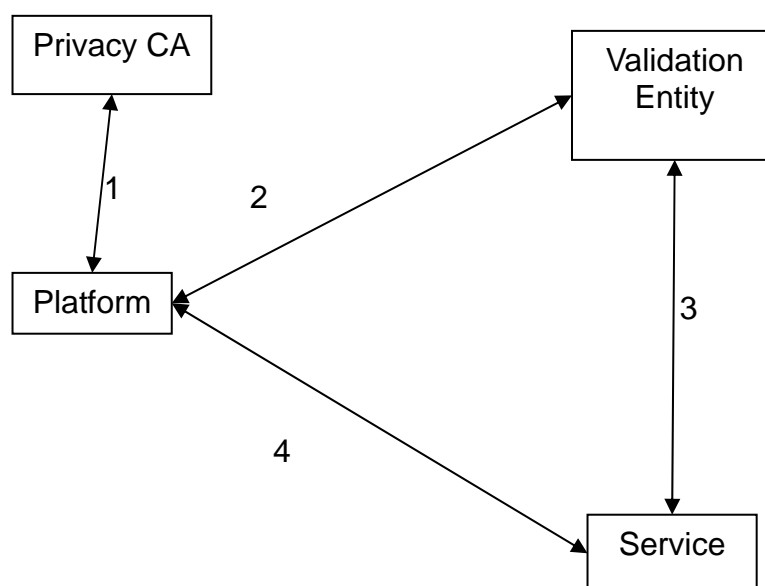 Privacy CA
Validation
Entity
1
2
Platform
3
4
Service